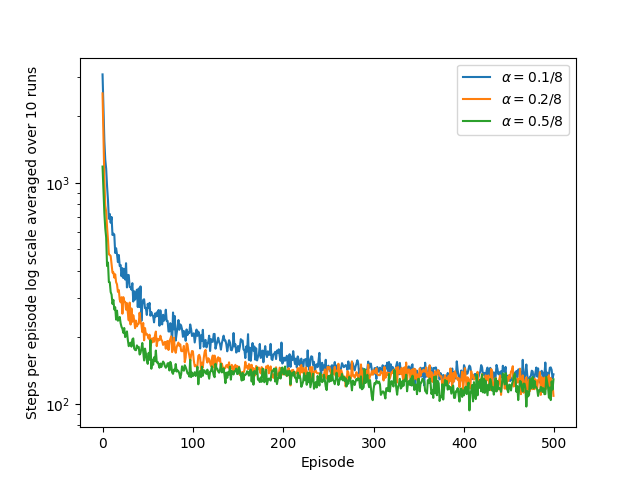 Steps per episode log scale averaged over 10 runs
10³
10²
α = 0.1/8
α = 0.2/8
α = 0.5/8
0 100 200 300 400 500
Episode